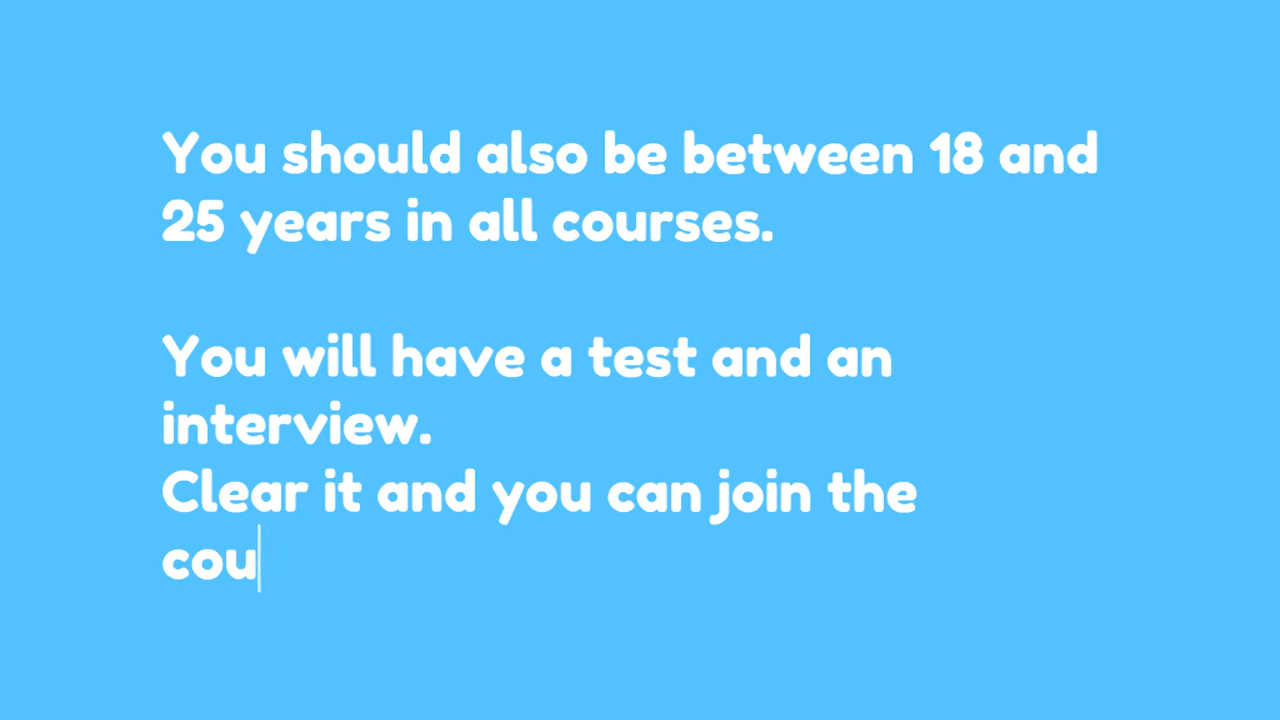 You should also be between 18 and
25 years in all courses.
You will have a test and an
interview.
Clear it and you can join the
cou